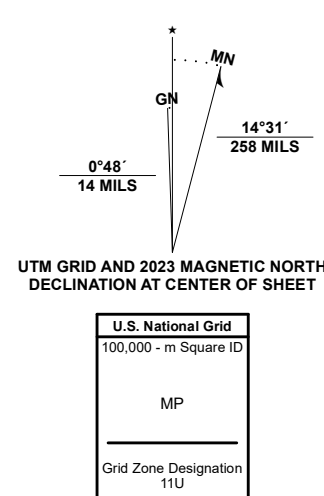 ★
MN
GN
14°31´
258 MILS
0°48´
14 MILS
UTM GRID AND 2023 MAGNETIC NORTH
DECLINATION AT CENTER OF SHEET
U.S. National Grid
100,000 - m Square ID
MP
Grid Zone Designation
11U